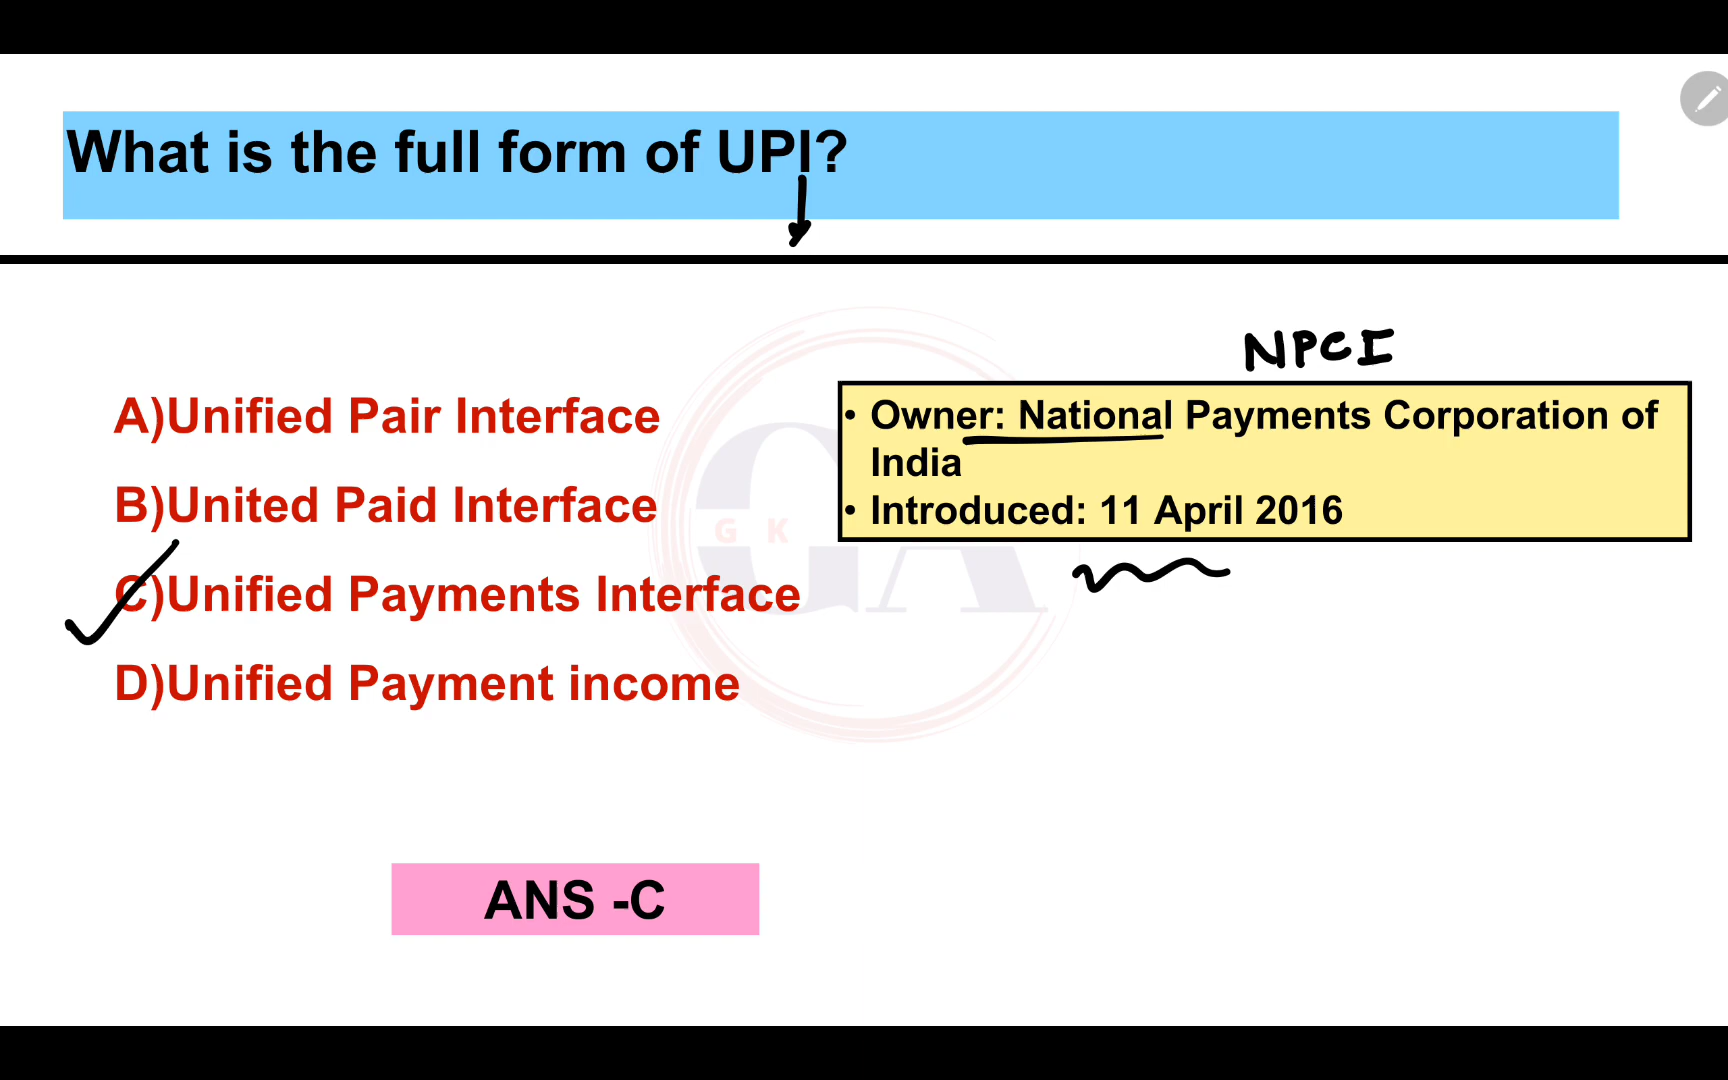 What is the full form of UPI?
NPCI
A)Unified Pair Interface
B)United Paid Interface
C)Unified Payments Interface
D)Unified Payment income
• Owner: National Payments Corporation of
India
• Introduced: 11 April 2016
GA
G K
ANS -C